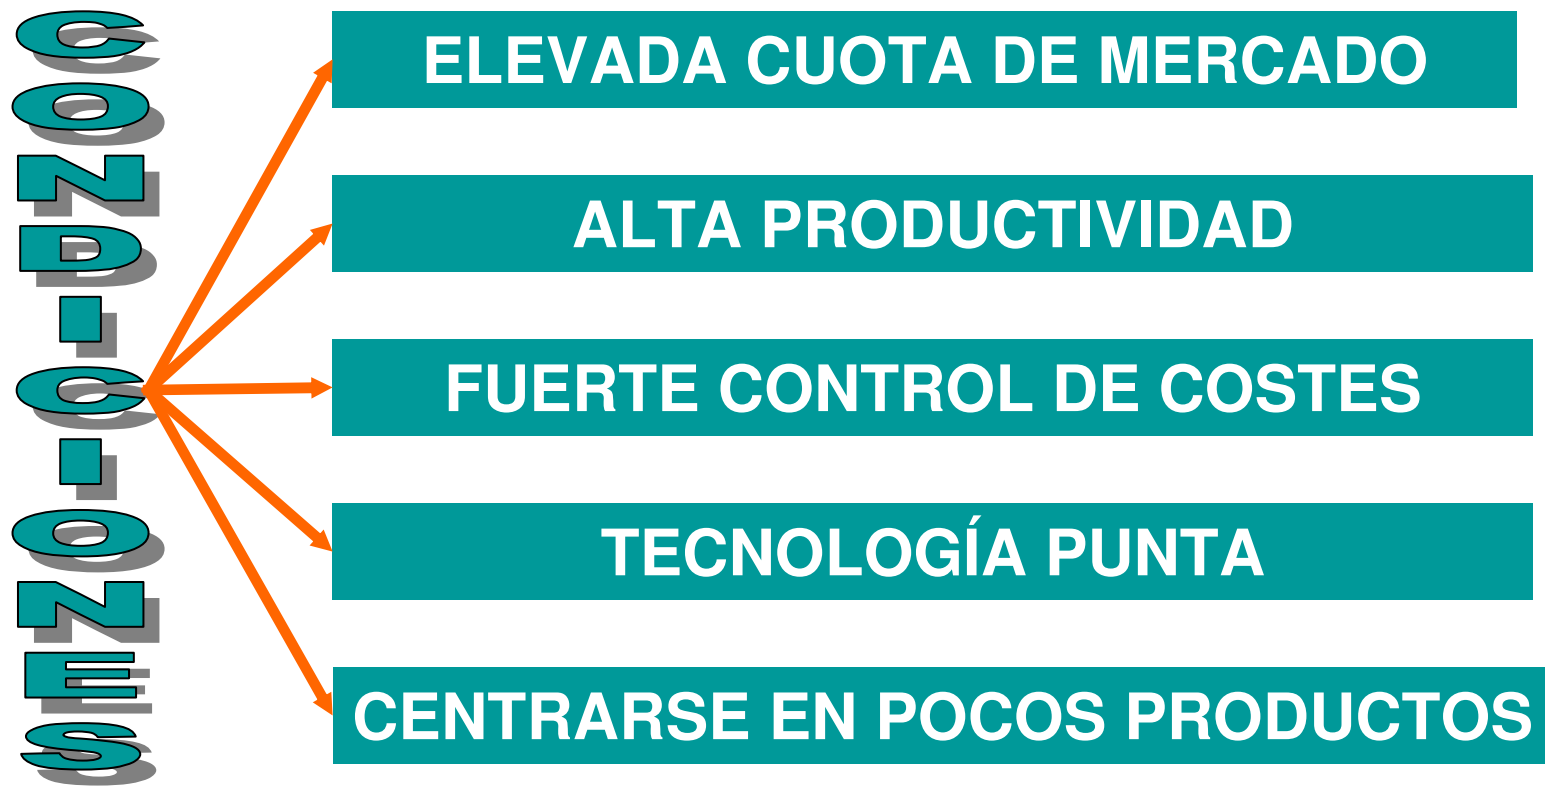 CONDICIONES
ELEVADA CUOTA DE MERCADO
ALTA PRODUCTIVIDAD
FUERTE CONTROL DE COSTES
TECNOLOGÍA PUNTA
CENTRARSE EN POCOS PRODUCTOS